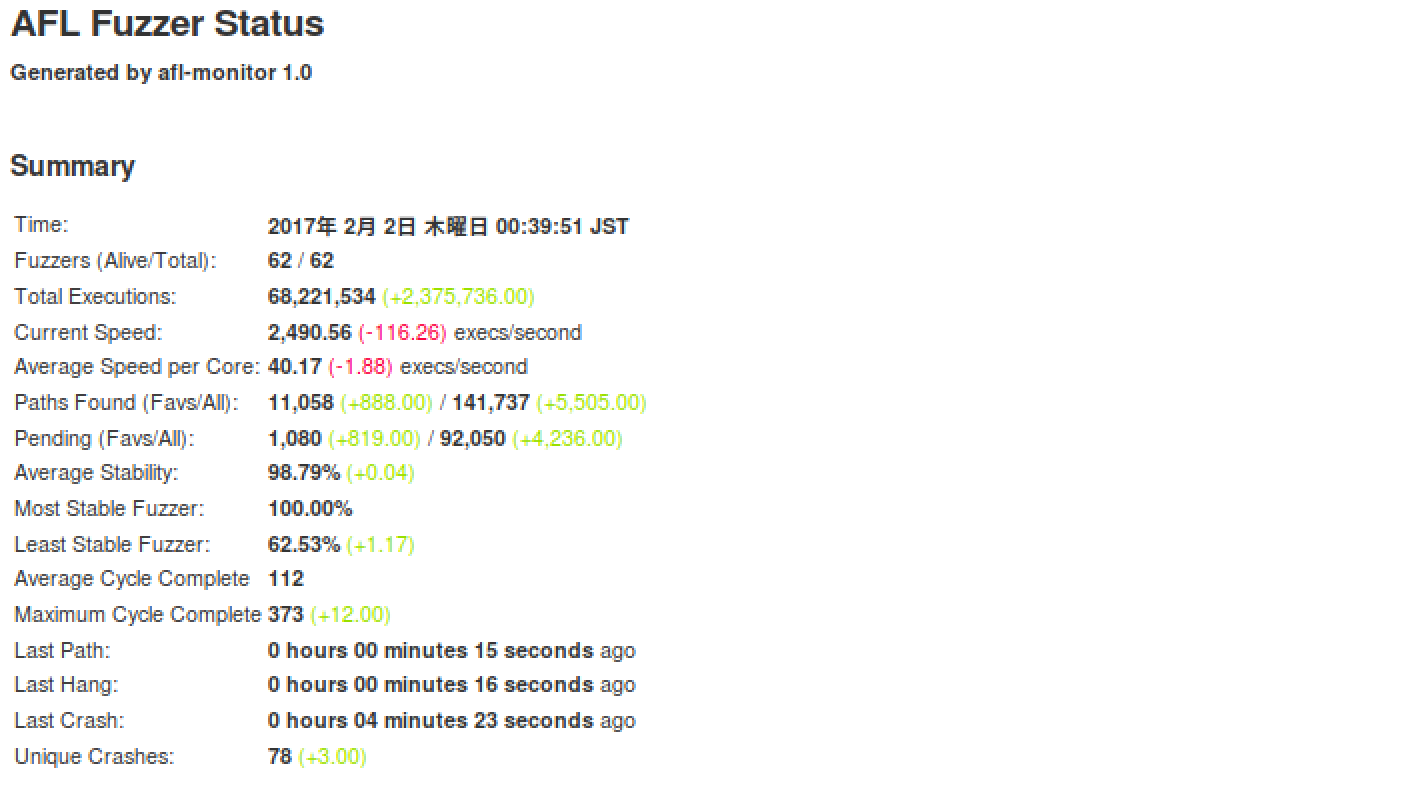 AFL Fuzzer Status
Generated by afl-monitor 1.0
Summary
Time: 2017年 2月 2日 木曜日 00:39:51 JST
Fuzzers (Alive/Total): 62 / 62
Total Executions: 68,221,534 (+2,375,736.00)
Current Speed: 2,490.56 (-116.26) execs/second
Average Speed per Core: 40.17 (-1.88) execs/second
Paths Found (Favs/All): 11,058 (+888.00) / 141,737 (+5,505.00)
Pending (Favs/All): 1,080 (+819.00) / 92,050 (+4,236.00)
Average Stability: 98.79% (+0.04)
Most Stable Fuzzer: 100.00%
Least Stable Fuzzer: 62.53% (+1.17)
Average Cycle Complete 112
Maximum Cycle Complete 373 (+12.00)
Last Path: 0 hours 00 minutes 15 seconds ago
Last Hang: 0 hours 00 minutes 16 seconds ago
Last Crash: 0 hours 04 minutes 23 seconds ago
Unique Crashes: 78 (+3.00)